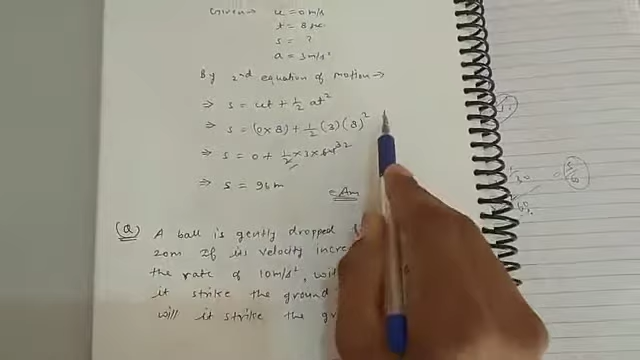 Given → u = 0 m/s
t = 8 sec
s = ?
a = 3 m/s²
By 2nd equation of motion →
⇒ s = ut + 1/2 at²
⇒ s = (0×8) + 1/2 (3) (8)²
⇒ s = 0 + 1/2 × 3 × 64 32
⇒ s = 96 m
Ans
(Q) A ball is gently dropped
20m If its velocity incre
the rate of 10m/s²,
it strike the ground
will it strike the gr